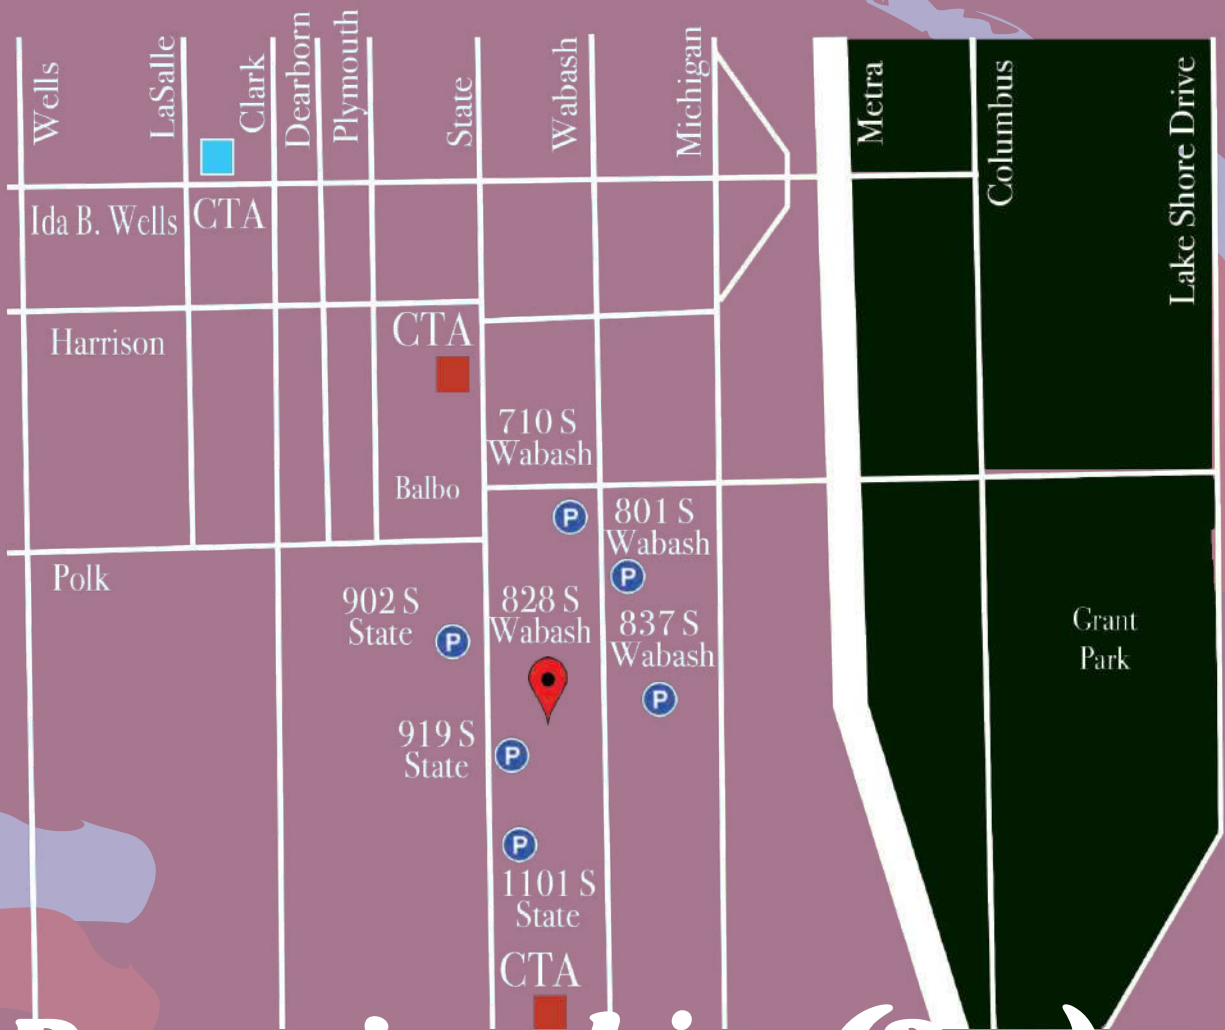 Wells
LaSalle
Clark
Dearborn
Plymouth
State
Wabash
Michigan
Metra
Columbus
Lake Shore Drive
Ida B. Wells
CTA
Harrison
CTA
710 S
Wabash
Balbo
P
801 S
Wabash
P
Polk
902 S
State
P
828 S
Wabash
837 S
Wabash
P
Grant
Park
919 S
State
P
P
1101 S
State
CTA